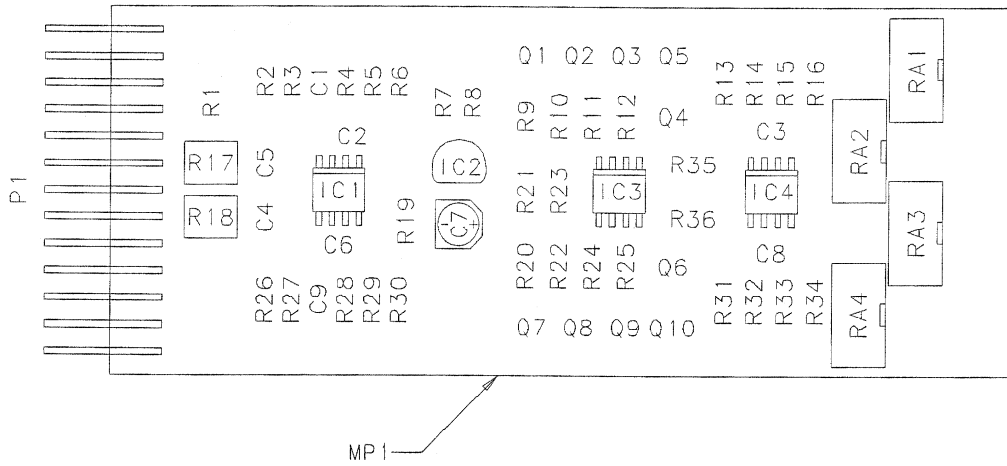 P1
R1
R2
R3
C1
R4
R5
R6
R7
R8
Q1 Q2 Q3 Q5
R9
R10
R11
R12
Q4
R13
R14
R15
R16
RA1
RA2
RA3
RA4
R17
R18
C5
C4
C2
IC1
C6
R19
IC2
- C7 +
R21
R23
IC3
R35
R36
C3
IC4
C8
R20
R22
R24
R25
Q6
R26
R27
C9
R28
R29
R30
Q7 Q8 Q9 Q10
R31
R32
R33
R34
MP1